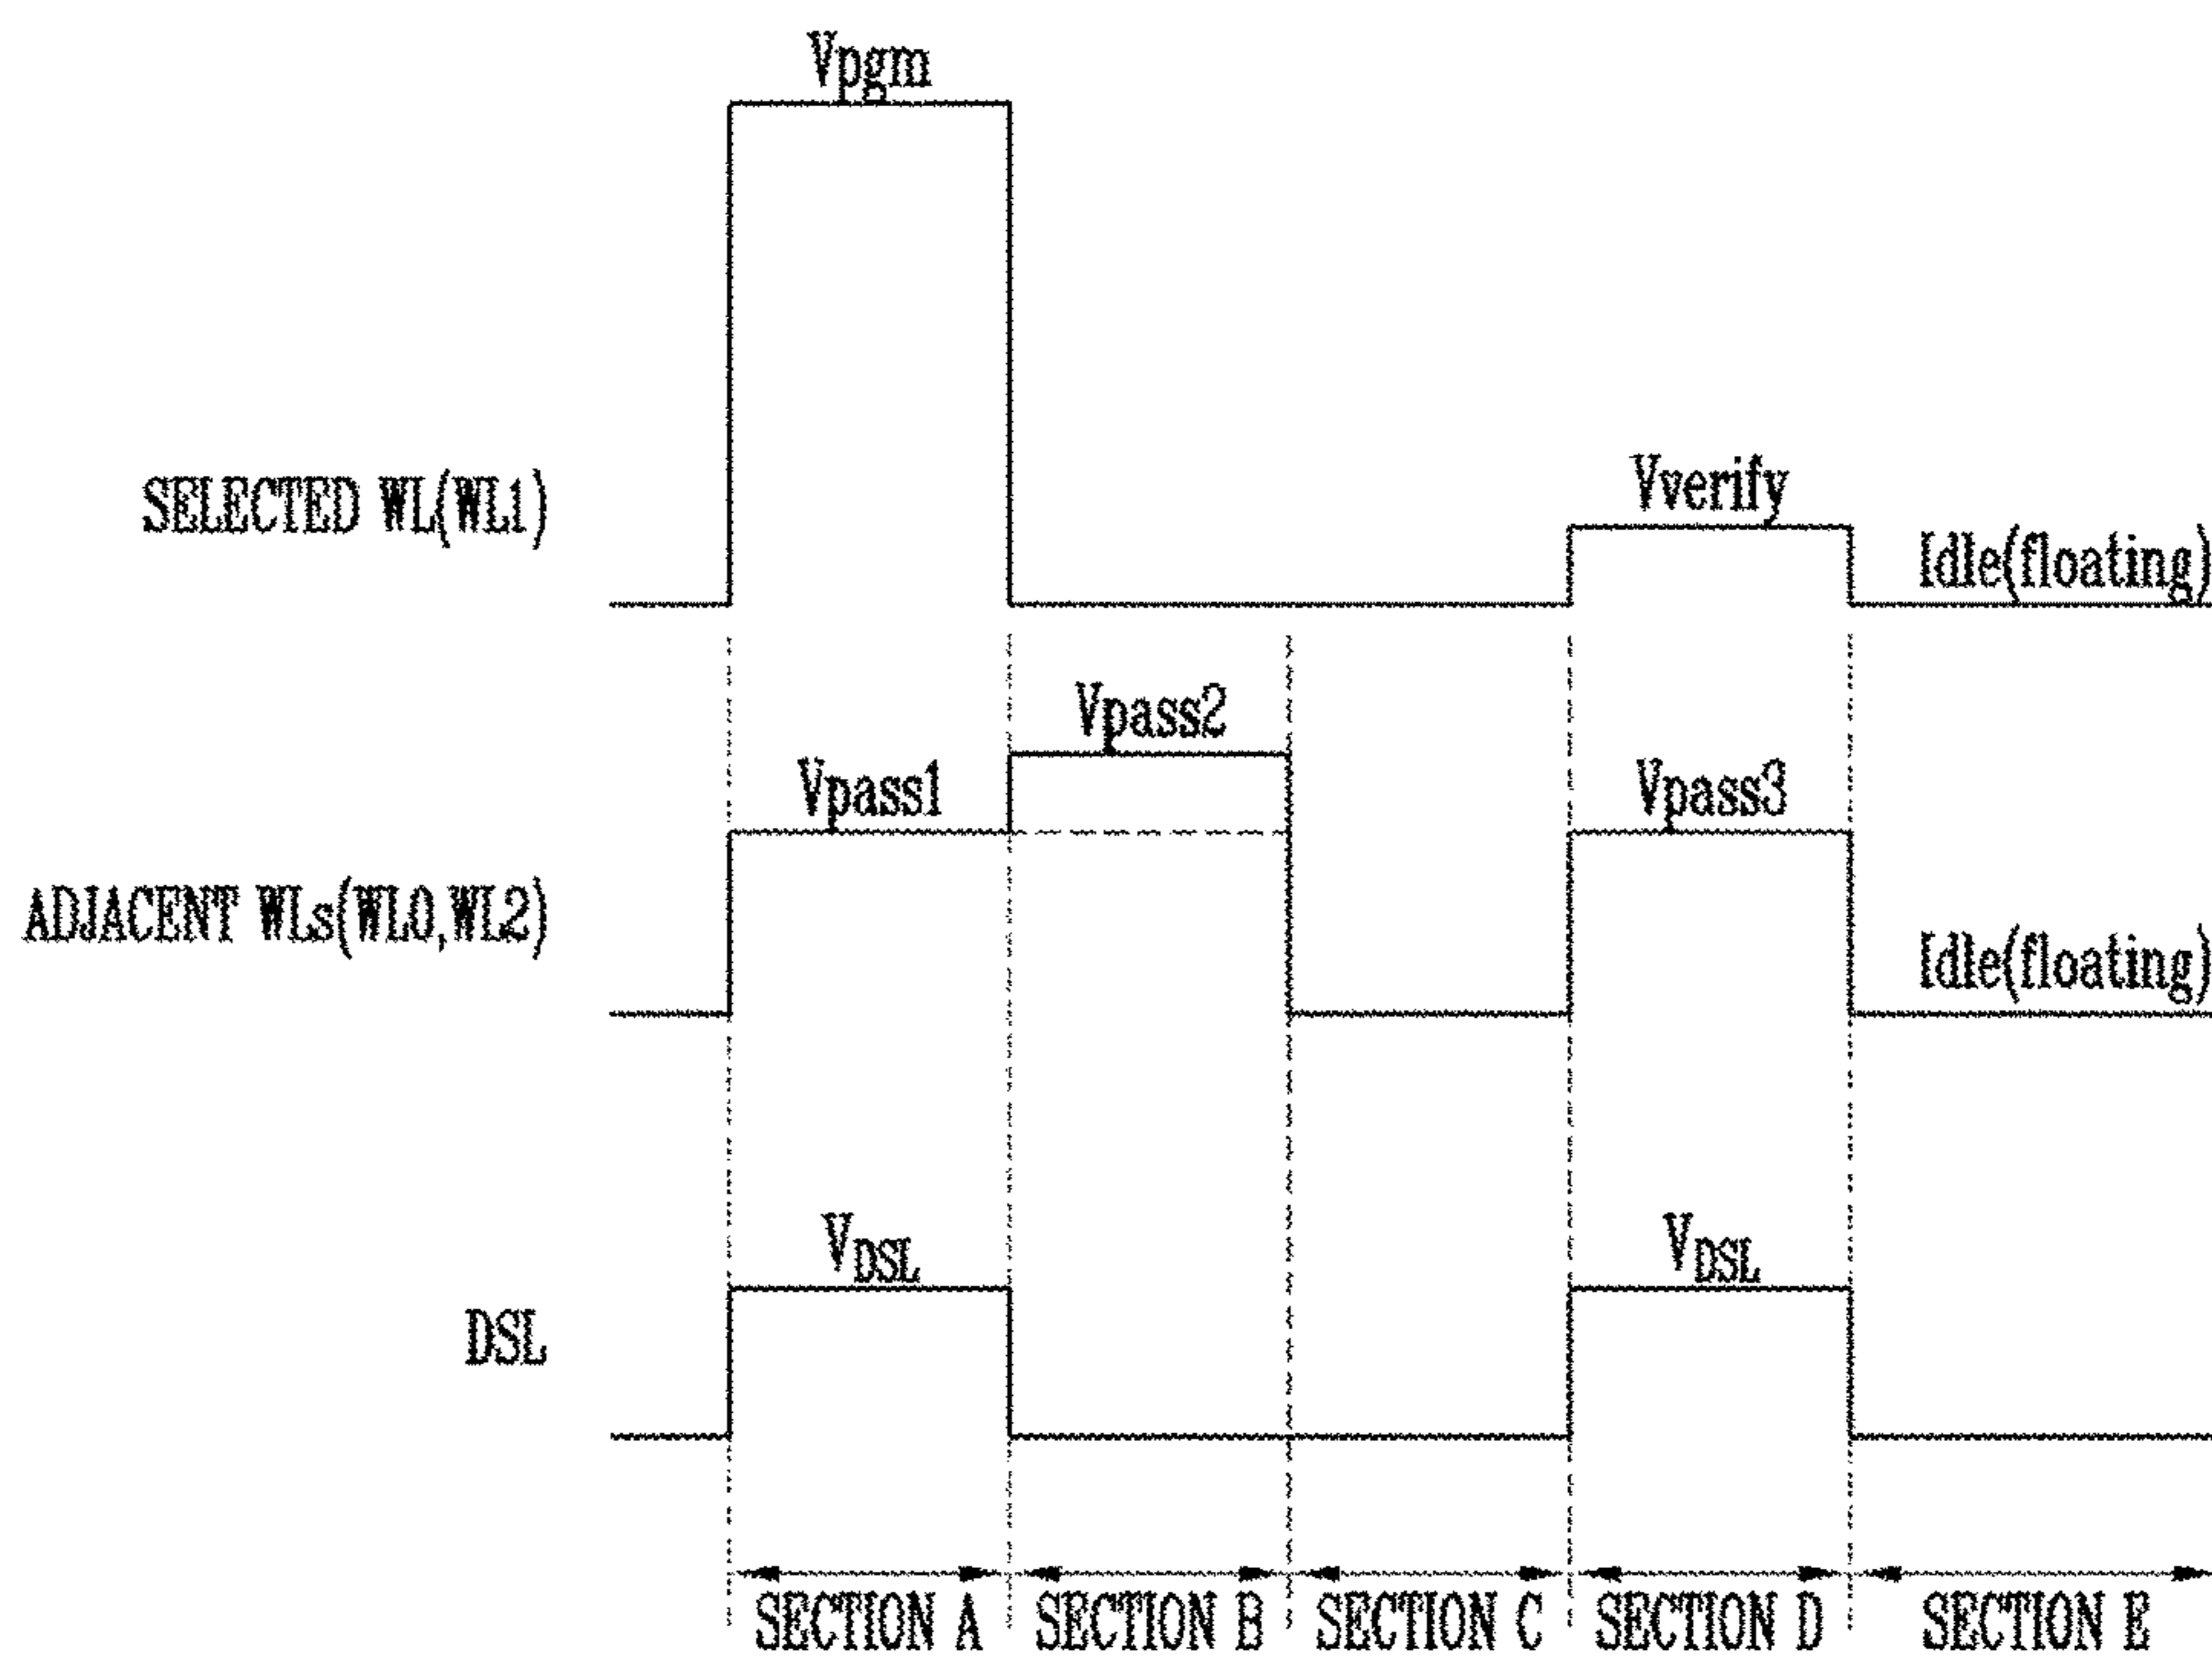 Vpgm
SELECTED WL(WL1)
Vverify
Idle(floating)
Vpass2
Vpass1
Vpass3
ADJACENT WLs(WL0,WL2)
Idle(floating)
VDSL
VDSL
DSL
SECTION A
SECTION B
SECTION C
SECTION D
SECTION E